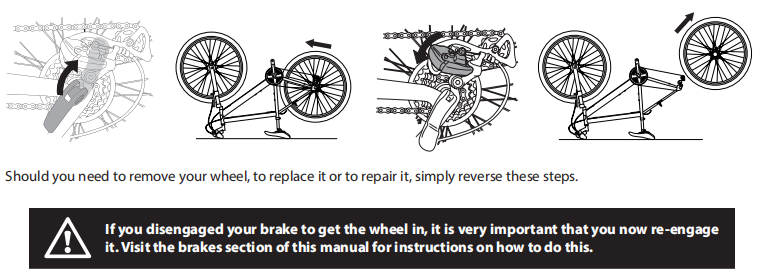 Should you need to remove your wheel, to replace it or to repair it, simply reverse these steps.
If you disengaged your brake to get the wheel in, it is very important that you now re-engage
it. Visit the brakes section of this manual for instructions on how to do this.